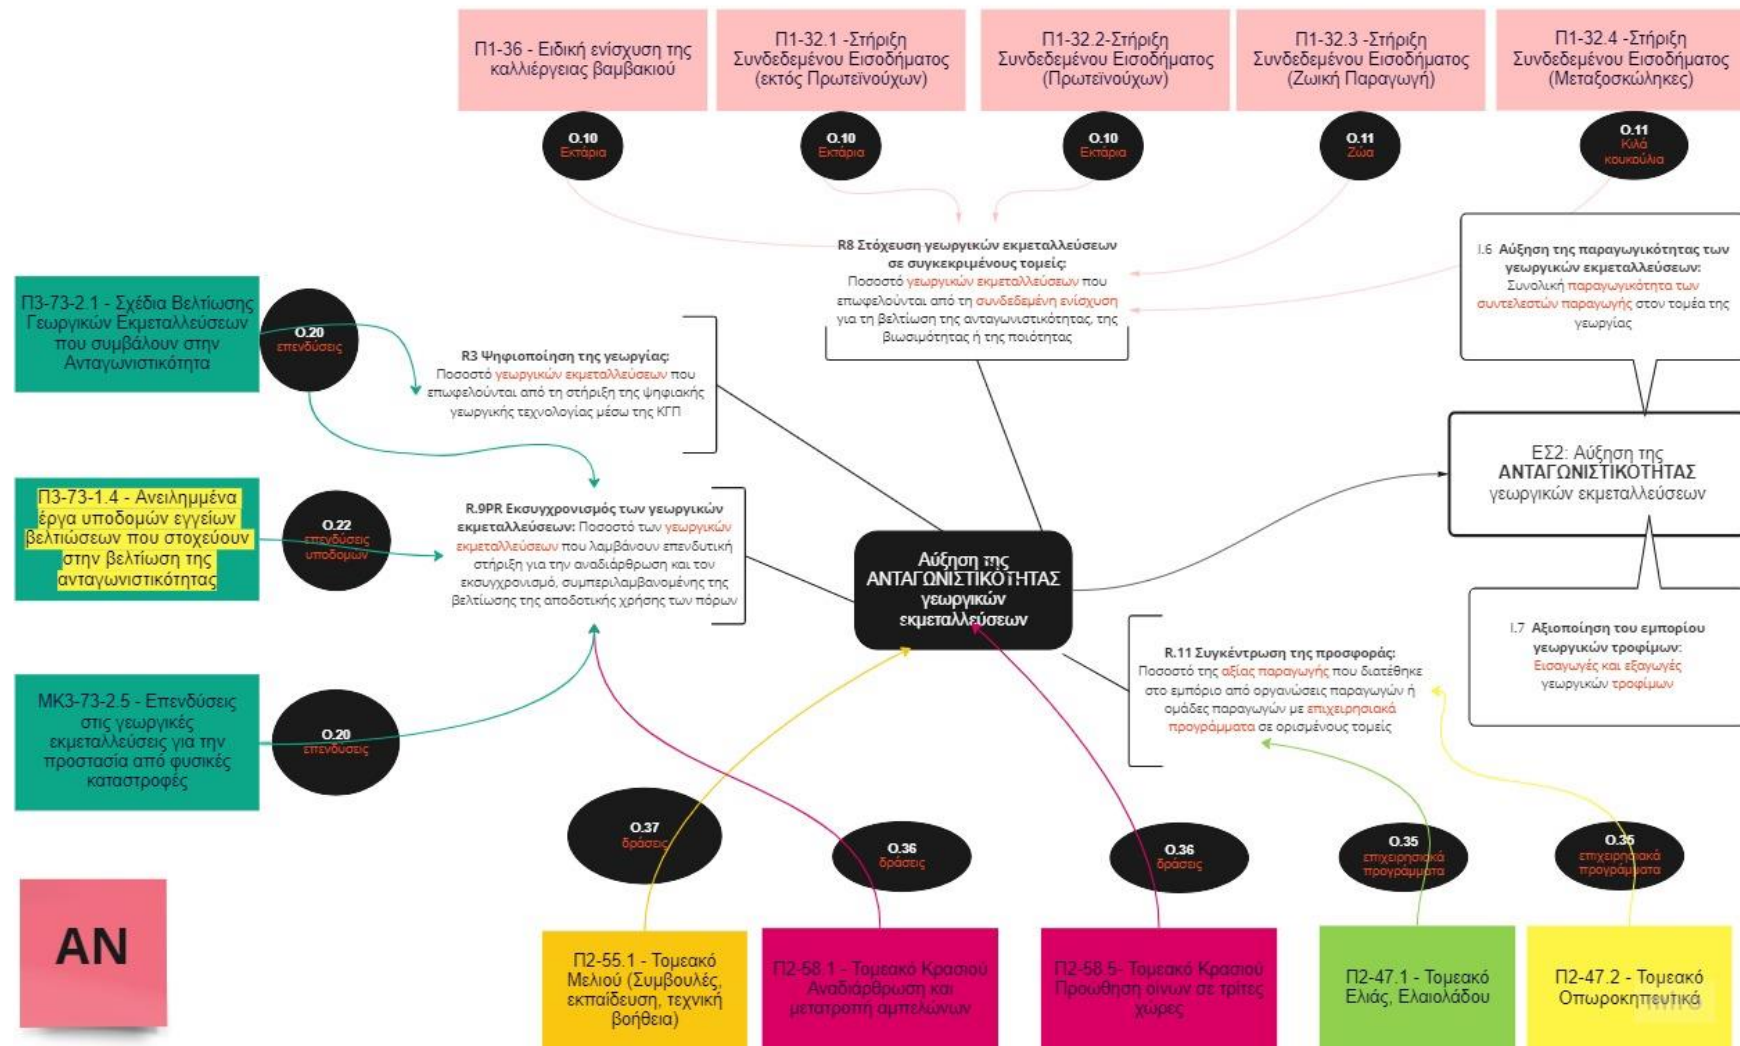 Π1-36 - Ειδική ενίσχυση της
καλλιέργειας βαμβακιού
Π1-32.1 -Στήριξη
Συνδεδεμένου Εισοδήματος
(εκτός Πρωτεϊνούχων)
Π1-32.2-Στήριξη
Συνδεδεμένου Εισοδήματος
(Πρωτεϊνούχων)
Π1-32.3 -Στήριξη
Συνδεδεμένου Εισοδήματος
(Ζωική Παραγωγή)
Π1-32.4 -Στήριξη
Συνδεδεμένου Εισοδήματος
(Μεταξοσκώληκες)
O.10
Εκτάρια
O.10
Εκτάρια
O.10
Εκτάρια
O.11
Ζώα
O.11
Κιλά
κουκούλια
R8 Στόχευση γεωργικών εκμεταλλεύσεων
σε συγκεκριμένους τομείς:
Ποσοστό γεωργικών εκμεταλλεύσεων που
επωφελούνται από τη συνδεδεμένη ενίσχυση
για τη βελτίωση της ανταγωνιστικότητας, της
βιωσιμότητας ή της ποιότητας
I.6 Αύξηση της παραγωγικότητας των
γεωργικών εκμεταλλεύσεων:
Συνολική παραγωγικότητα των
συντελεστών παραγωγής στον τομέα της
γεωργίας
Π3-73-2.1 - Σχέδια Βελτίωσης
Γεωργικών Εκμεταλλεύσεων
που συμβάλουν στην
Ανταγωνιστικότητα
O.20
επενδύσεις
R3 Ψηφιοποίηση της γεωργίας:
Ποσοστό γεωργικών εκμεταλλεύσεων που
επωφελούνται από τη στήριξη της ψηφιακής
γεωργικής τεχνολογίας μέσω της ΚΓΠ
ΕΣ2: Αύξηση της
ΑΝΤΑΓΩΝΙΣΤΙΚΟΤΗΤΑΣ
γεωργικών εκμεταλλεύσεων
Π3-73-1.4 - Ανειλημμένα
έργα υποδομών εγγείων
βελτιώσεων που στοχεύουν
στην βελτίωση της
ανταγωνιστικότητας
O.22
επενδύσεις
υποδομών
R.9PR Εκσυγχρονισμός των γεωργικών
εκμεταλλεύσεων: Ποσοστό των γεωργικών
εκμεταλλεύσεων που λαμβάνουν επενδυτική
στήριξη για την αναδιάρθρωση και τον
εκσυγχρονισμό, συμπεριλαμβανομένης της
βελτίωσης της αποδοτικής χρήσης των πόρων
Αύξηση της
ΑΝΤΑΓΩΝΙΣΤΙΚΟΤΗΤΑΣ
γεωργικών
εκμεταλλεύσεων
R.11 Συγκέντρωση της προσφοράς:
Ποσοστό της αξίας παραγωγής που διατέθηκε
στο εμπόριο από οργανώσεις παραγωγών ή
ομάδες παραγωγών με επιχειρησιακά
προγράμματα σε ορισμένους τομείς
I.7 Αξιοποίηση του εμπορίου
γεωργικών τροφίμων:
Εισαγωγές και εξαγωγές
γεωργικών τροφίμων
ΜΚ3-73-2.5 - Επενδύσεις
στις γεωργικές
εκμεταλλεύσεις για την
προστασία από φυσικές
καταστροφές
O.20
επενδύσεις
O.37
δράσεις
O.36
δράσεις
O.36
δράσεις
O.35
επιχειρησιακά
προγράμματα
O.35
επιχειρησιακά
προγράμματα
AN
Π2-55.1 - Τομεακό
Μελιού (Συμβουλές,
εκπαίδευση, τεχνική
βοήθεια)
Π2-58.1 - Τομεακό Κρασιού
Αναδιάρθρωση και
μετατροπή αμπελώνων
Π2-58.5- Τομεακό Κρασιού
Προώθηση οίνων σε τρίτες
χώρες
Π2-47.1 - Τομεακό
Ελιάς, Ελαιολάδου
Π2-47.2 - Τομεακό
Οπωροκηπευτικά
miro